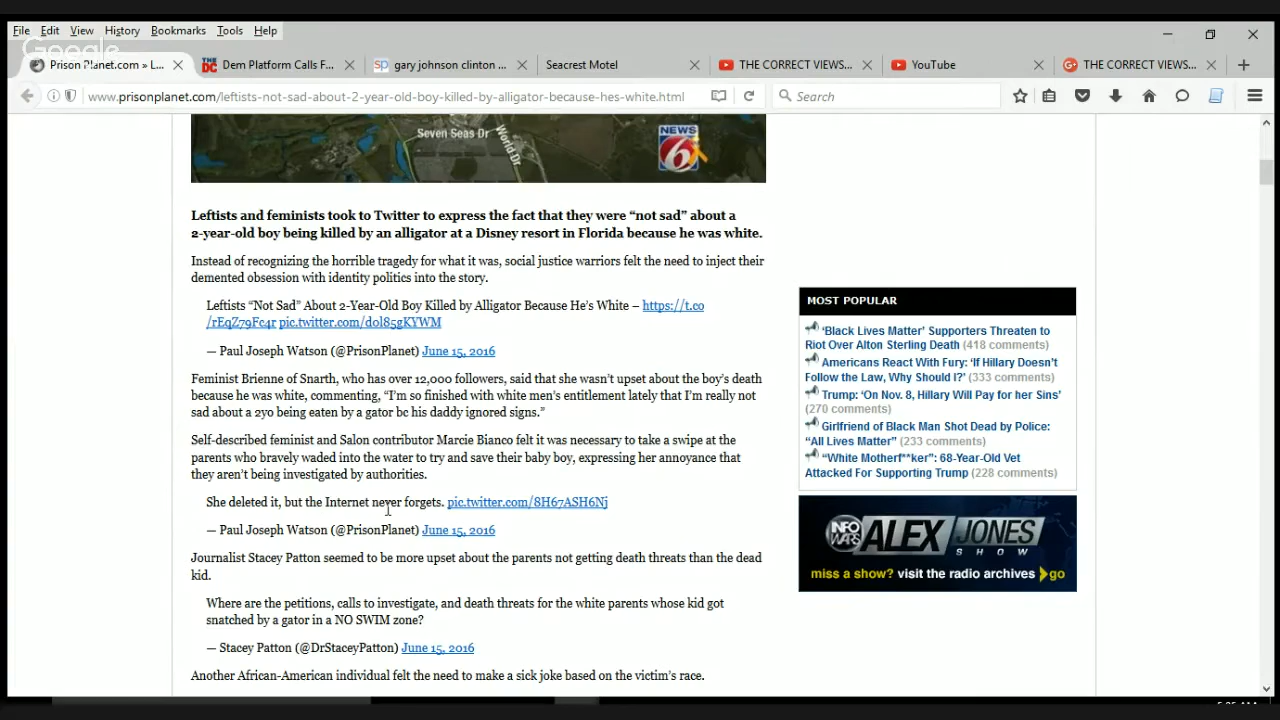 File Edit View History Bookmarks Tools Help
Google
Prison Planet.com » L...
THE DC Dem Platform Calls F...
sp gary johnson clinton ...
Seacrest Motel
THE CORRECT VIEWS...
YouTube
THE CORRECT VIEWS...
www.prisonplanet.com/leftists-not-sad-about-2-year-old-boy-killed-by-alligator-because-hes-white.html
Search
Seven Seas Dr
World Dr
NEWS
6
Leftists and feminists took to Twitter to express the fact that they were “not sad” about a
2-year-old boy being killed by an alligator at a Disney resort in Florida because he was white.
Instead of recognizing the horrible tragedy for what it was, social justice warriors felt the need to inject their
demented obsession with identity politics into the story.
Leftists “Not Sad” About 2-Year-Old Boy Killed by Alligator Because He’s White – https://t.co
/rEqZ79Fc4r pic.twitter.com/dol85gKYWM
— Paul Joseph Watson (@PrisonPlanet) June 15, 2016
Feminist Brienne of Snarth, who has over 12,000 followers, said that she wasn’t upset about the boy’s death
because he was white, commenting, “I’m so finished with white men’s entitlement lately that I’m really not
sad about a 2yo being eaten by a gator bc his daddy ignored signs.”
Self-described feminist and Salon contributor Marcie Bianco felt it was necessary to take a swipe at the
parents who bravely waded into the water to try and save their baby boy, expressing her annoyance that
they aren’t being investigated by authorities.
She deleted it, but the Internet never forgets. pic.twitter.com/8H67ASH6Nj
— Paul Joseph Watson (@PrisonPlanet) June 15, 2016
Journalist Stacey Patton seemed to be more upset about the parents not getting death threats than the dead
kid.
Where are the petitions, calls to investigate, and death threats for the white parents whose kid got
snatched by a gator in a NO SWIM zone?
— Stacey Patton (@DrStaceyPatton) June 15, 2016
Another African-American individual felt the need to make a sick joke based on the victim’s race.
MOST POPULAR
‘Black Lives Matter’ Supporters Threaten to
Riot Over Alton Sterling Death (418 comments)
Americans React With Fury: ‘If Hillary Doesn’t
Follow the Law, Why Should I?’ (333 comments)
Trump: ‘On Nov. 8, Hillary Will Pay for her Sins’
(270 comments)
Girlfriend of Black Man Shot Dead by Police:
“All Lives Matter” (233 comments)
“White Motherf**ker”: 68-Year-Old Vet
Attacked For Supporting Trump (228 comments)
INFO WARS ALEX JONES
SHOW
miss a show? visit the radio archives go